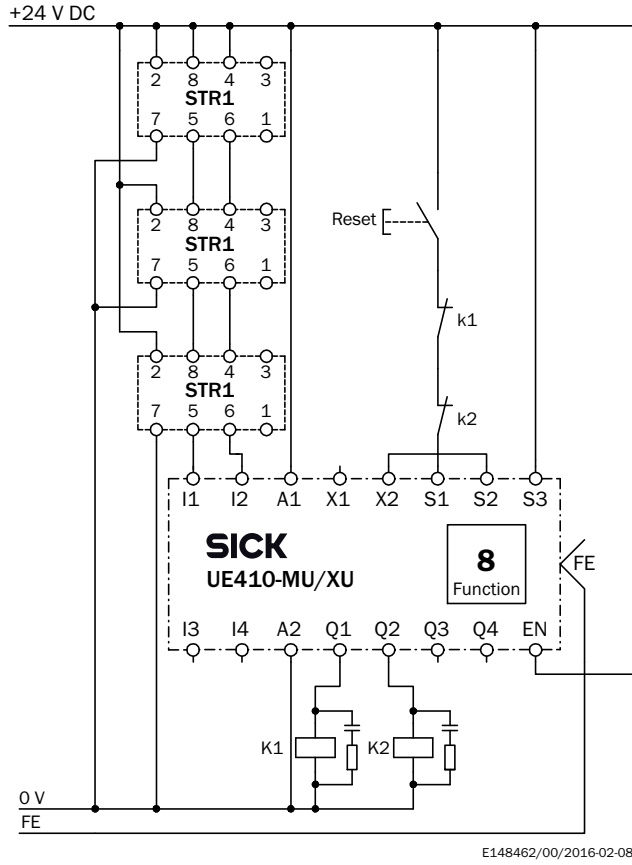 +24 V DC
2 8 4 3
STR1
7 5 6 1
2 8 4 3
Reset
STR1
7 5 6 1
k1
2 8 4 3
STR1
7 5 6 1
k2
I1 I2 A1 X1 X2 S1 S2 S3
SICK
UE410-MU/XU
8
Function
FE
I3 I4 A2 Q1 Q2 Q3 Q4 EN
K1
K2
0 V
FE
E148462/00/2016-02-08